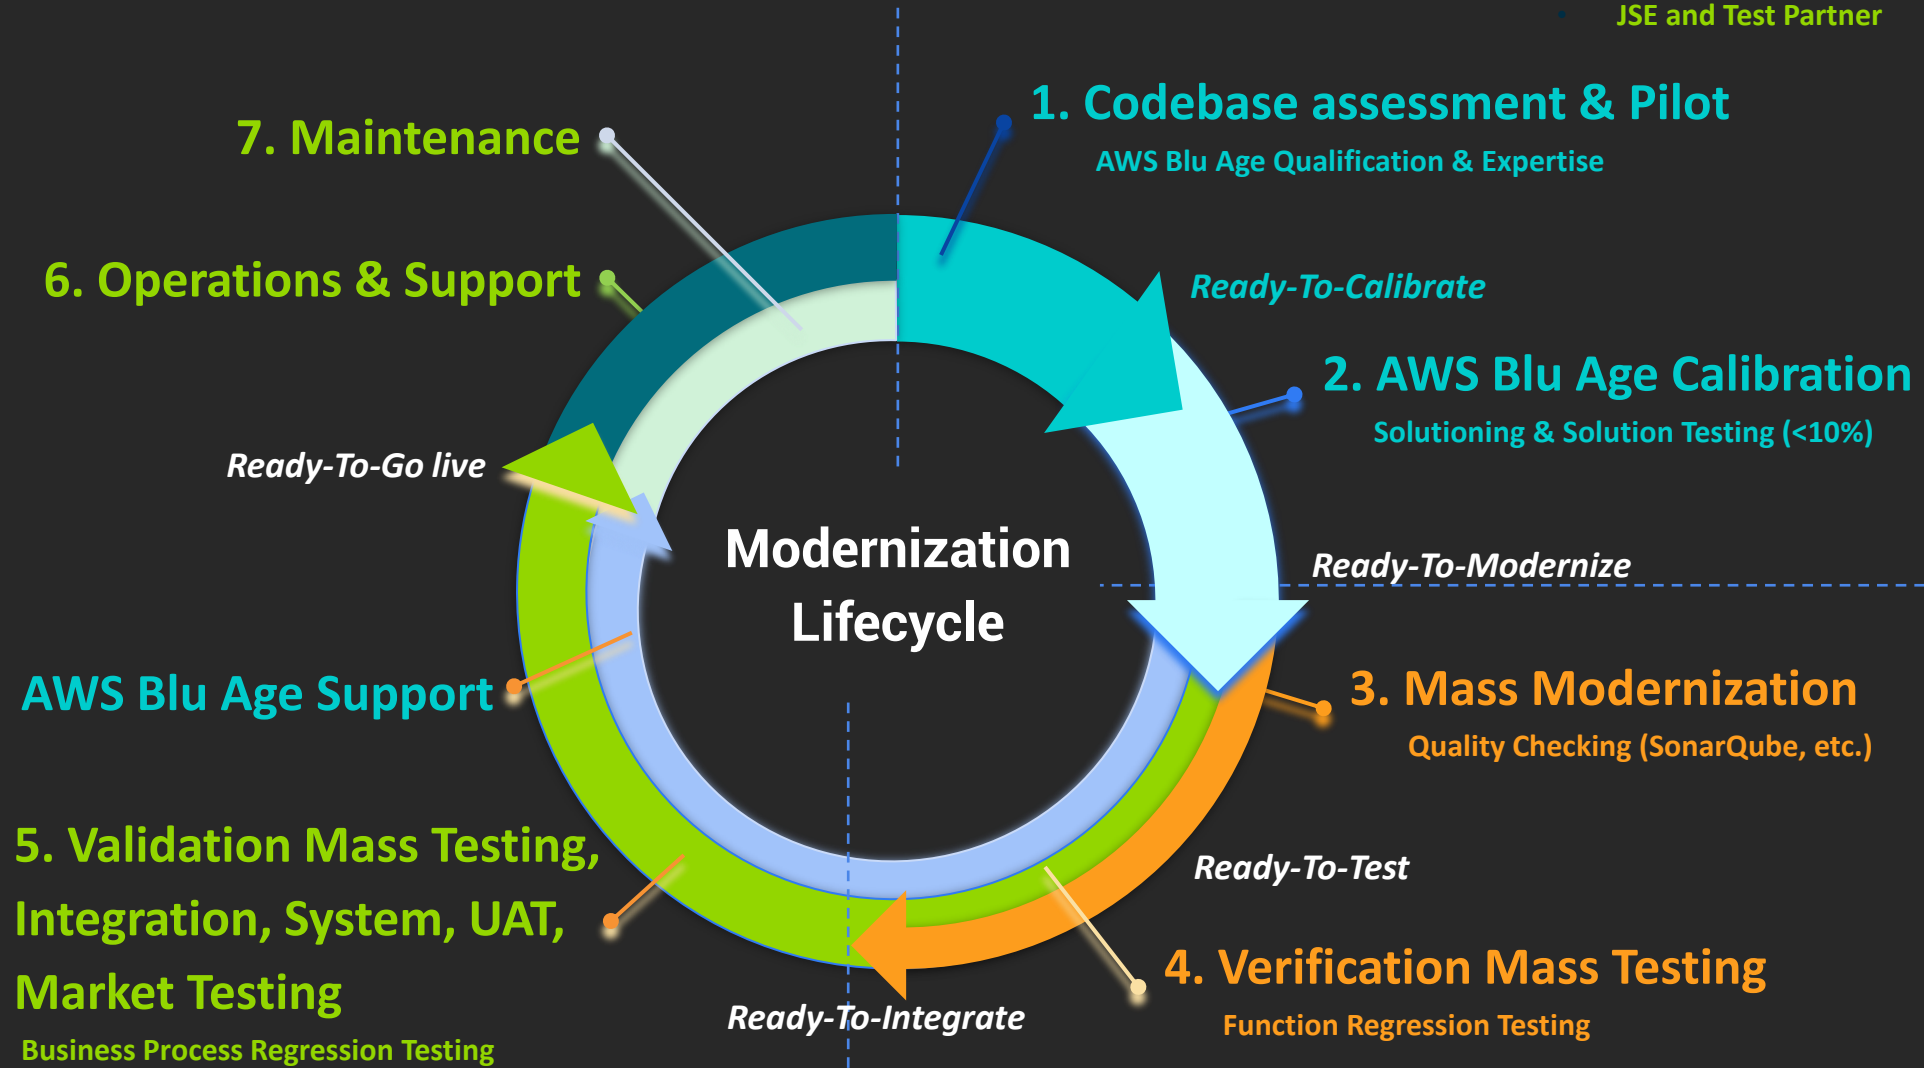 JSE and Test Partner
1. Codebase assessment & Pilot
AWS Blu Age Qualification & Expertise
7. Maintenance
6. Operations & Support
Ready-To-Calibrate
2. AWS Blu Age Calibration
Solutioning & Solution Testing (<10%)
Ready-To-Go live
Modernization
Lifecycle
Ready-To-Modernize
AWS Blu Age Support
3. Mass Modernization
Quality Checking (SonarQube, etc.)
Ready-To-Test
5. Validation Mass Testing,
Integration, System, UAT,
Market Testing
Business Process Regression Testing
4. Verification Mass Testing
Function Regression Testing
Ready-To-Integrate